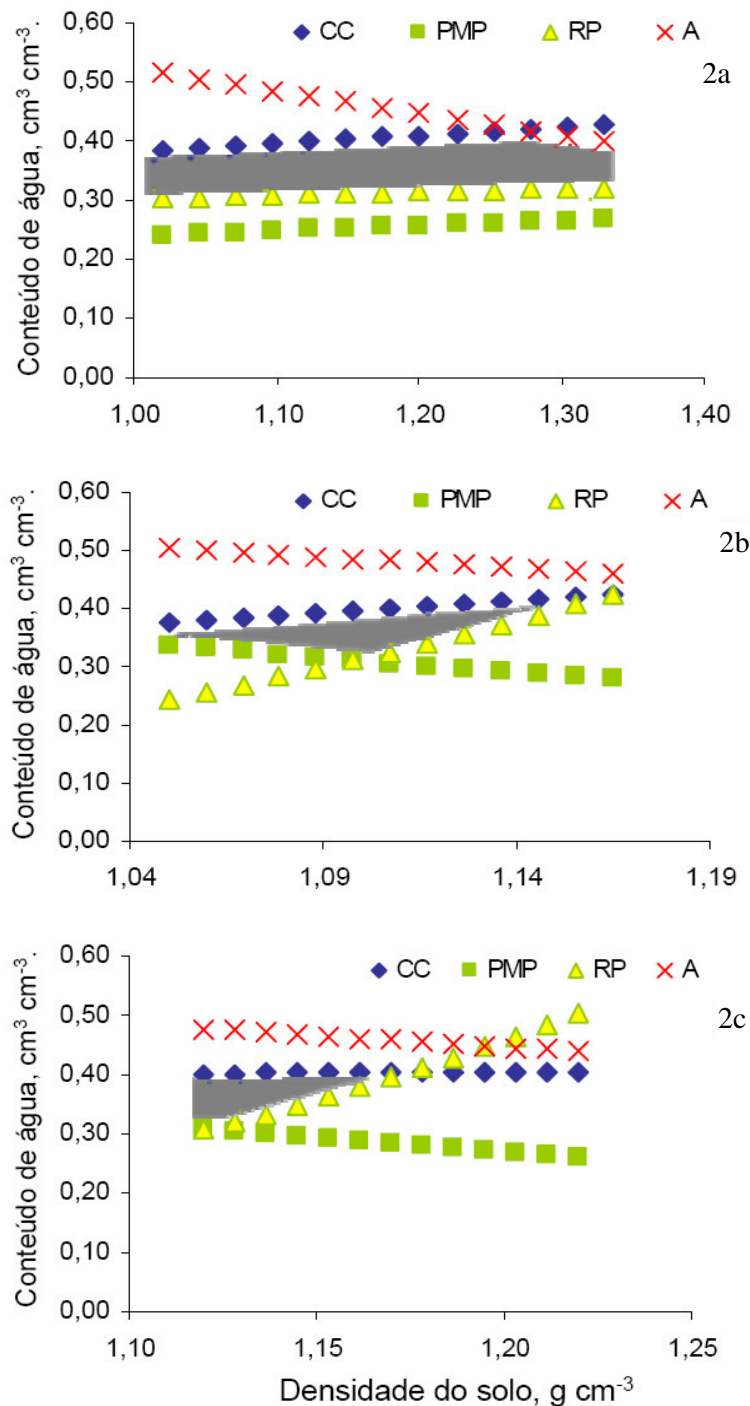 0,60
CC PMP RP A
0,50
2a
0,40
0,30
0,20
0,10
0,00
Conteúdo de água, cm³ cm⁻³.
1,00 1,10 1,20 1,30 1,40
0,60
CC PMP RP A
0,50
2b
0,40
0,30
0,20
0,10
0,00
Conteúdo de água, cm³ cm⁻³.
1,04 1,09 1,14 1,19
0,60
CC PMP RP A
0,50
2c
0,40
0,30
0,20
0,10
0,00
Conteúdo de água, cm³ cm⁻³.
1,10 1,15 1,20 1,25
Densidade do solo, g cm⁻³